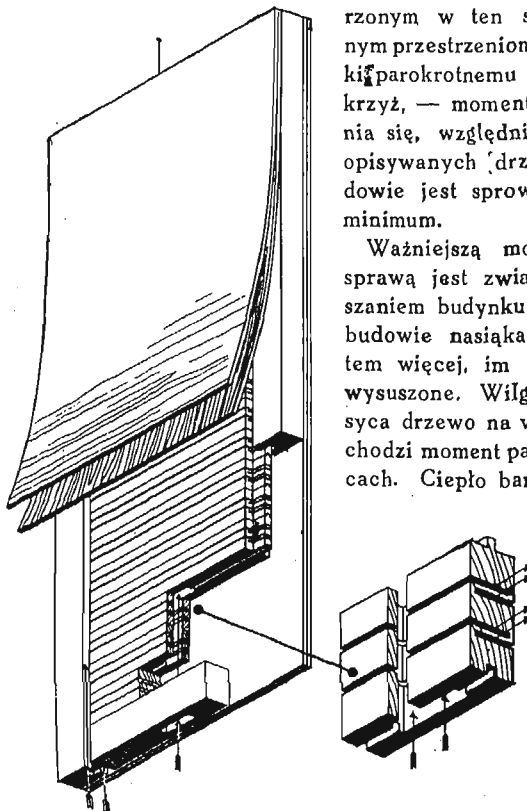 rzonym w ten s
nym przestrzenion
ki parokrotnemu
krzyż, — moment
nia się, względni
opisywanych drz
dowie jest sprow
minimum.
Ważniejszą mo
sprawą jest zwia
szaniem budynku
budowie nasiąka
tem więcej, im
wysuszone. Wilg
syca drzewo na w
chodzi moment pa
cach. Ciepło bar